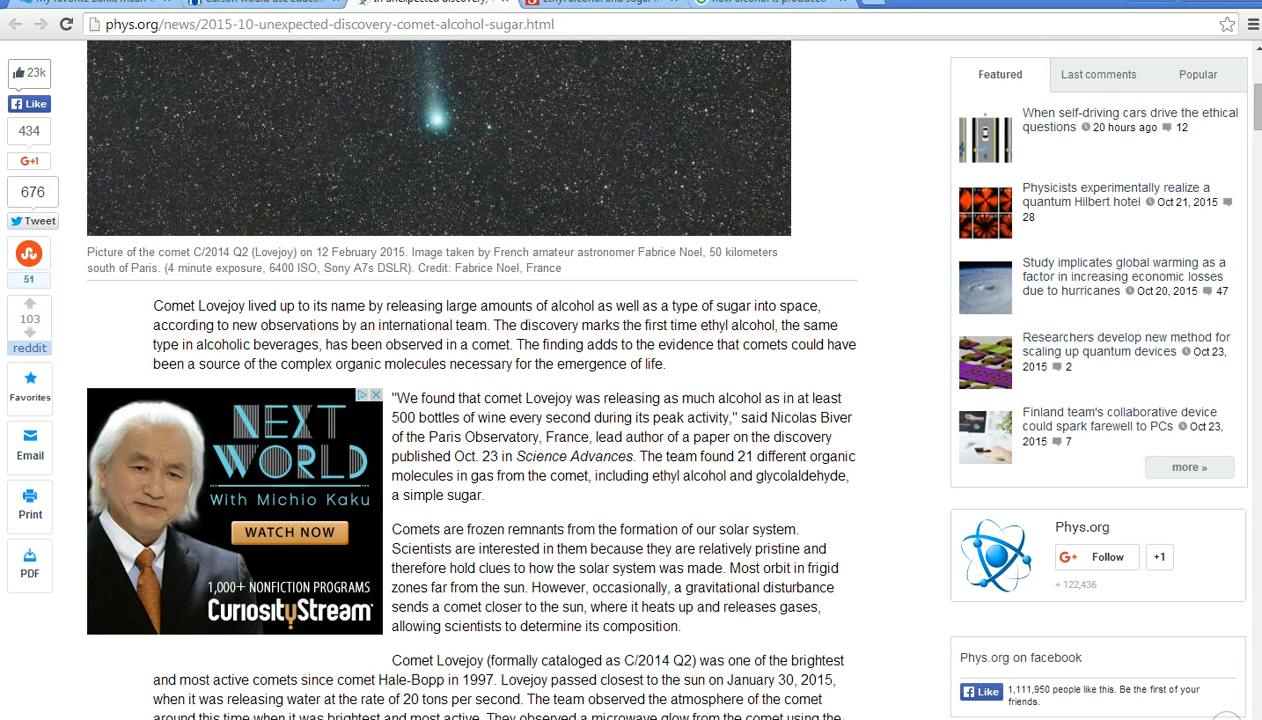 phys.org/news/2015-10-unexpected-discovery-comet-alcohol-sugar.html
23k
Like
434
G+1
676
Tweet
51
103
reddit
Favorites
Email
Print
PDF
Picture of the comet C/2014 Q2 (Lovejoy) on 12 February 2015. Image taken by French amateur astronomer Fabrice Noel, 50 kilometers
south of Paris. (4 minute exposure, 6400 ISO, Sony A7s DSLR). Credit: Fabrice Noel, France
Comet Lovejoy lived up to its name by releasing large amounts of alcohol as well as a type of sugar into space,
according to new observations by an international team. The discovery marks the first time ethyl alcohol, the same
type in alcoholic beverages, has been observed in a comet. The finding adds to the evidence that comets could have
been a source of the complex organic molecules necessary for the emergence of life.
NEXT
WORLD
With Michio Kaku
WATCH NOW
1,000+ NONFICTION PROGRAMS
CURIOSITYSTREAM
"We found that comet Lovejoy was releasing as much alcohol as in at least
500 bottles of wine every second during its peak activity," said Nicolas Biver
of the Paris Observatory, France, lead author of a paper on the discovery
published Oct. 23 in Science Advances. The team found 21 different organic
molecules in gas from the comet, including ethyl alcohol and glycolaldehyde,
a simple sugar.
Comets are frozen remnants from the formation of our solar system.
Scientists are interested in them because they are relatively pristine and
therefore hold clues to how the solar system was made. Most orbit in frigid
zones far from the sun. However, occasionally, a gravitational disturbance
sends a comet closer to the sun, where it heats up and releases gases,
allowing scientists to determine its composition.
Comet Lovejoy (formally cataloged as C/2014 Q2) was one of the brightest
and most active comets since comet Hale-Bopp in 1997. Lovejoy passed closest to the sun on January 30, 2015,
when it was releasing water at the rate of 20 tons per second. The team observed the atmosphere of the comet
around this time when it was brightest and most active. They observed a microwave glow from the comet using the
Featured
Last comments
Popular
When self-driving cars drive the ethical
questions 20 hours ago 12
Physicists experimentally realize a
quantum Hilbert hotel Oct 21, 2015
28
Study implicates global warming as a
factor in increasing economic losses
due to hurricanes Oct 20, 2015 47
Researchers develop new method for
scaling up quantum devices Oct 23,
2015 2
Finland team's collaborative device
could spark farewell to PCs Oct 23,
2015 7
more »
Phys.org
G+ Follow +1
+ 122,436
Phys.org on facebook
Like 1,111,950 people like this. Be the first of your
friends.